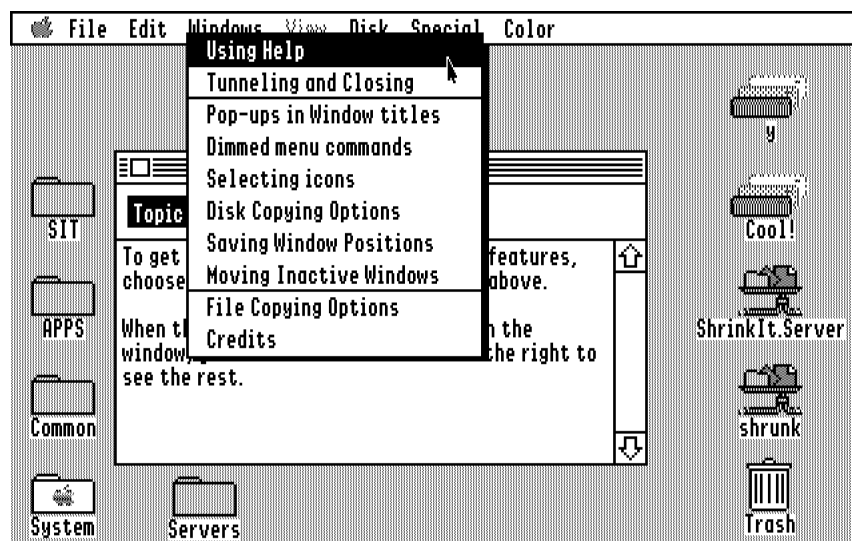 File Edit Windows View Disk Special Color
Using Help
Tunneling and Closing
Pop-ups in Window titles
Dimmed menu commands
Selecting icons
Disk Copying Options
Saving Window Positions
Moving Inactive Windows
File Copying Options
Credits
Topic
To get features,
choose above.
When the
window, the right to
see the rest.
SIT
APPS
Common
System
Servers
y
Cool!
ShrinkIt.Server
shrunk
Trash